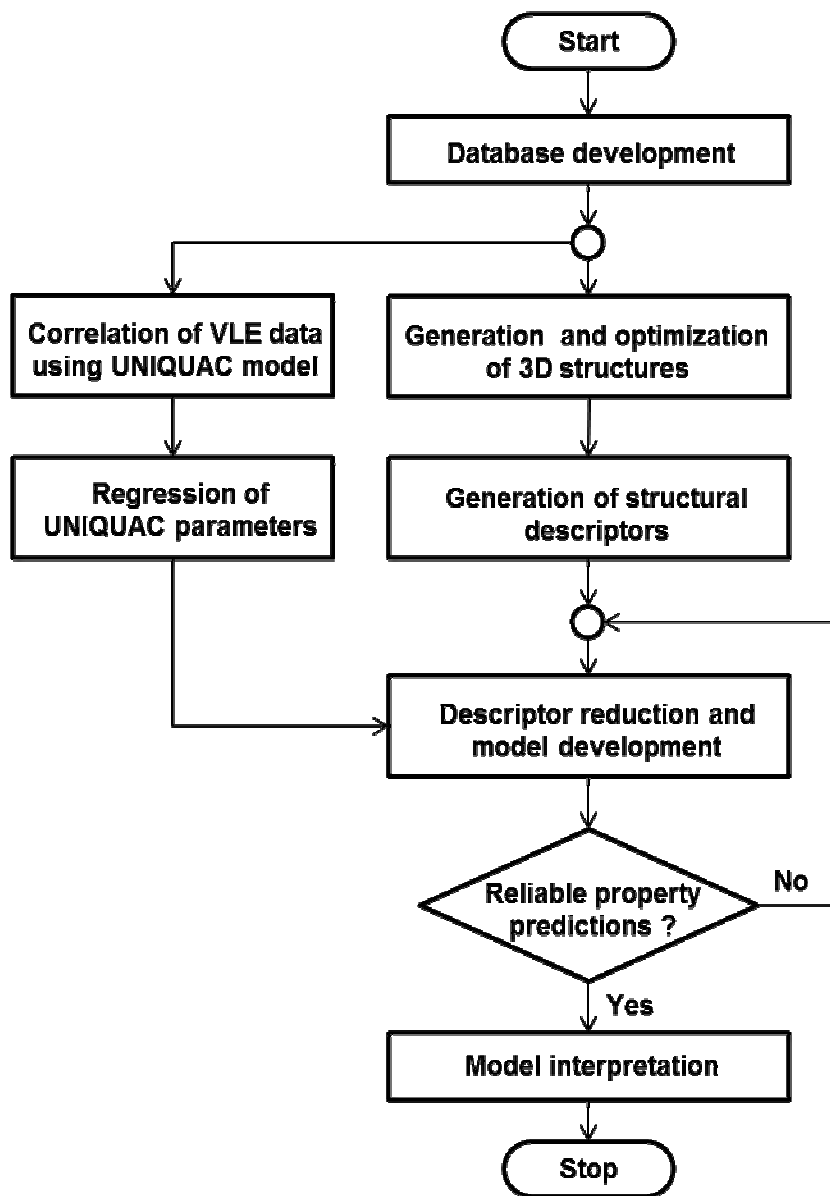 Start
Database development
Correlation of VLE data
using UNIQUAC model
Generation and optimization
of 3D structures
Regression of
UNIQUAC parameters
Generation of structural
descriptors
Descriptor reduction and
model development
Reliable property
predictions ?
No
Yes
Model interpretation
Stop